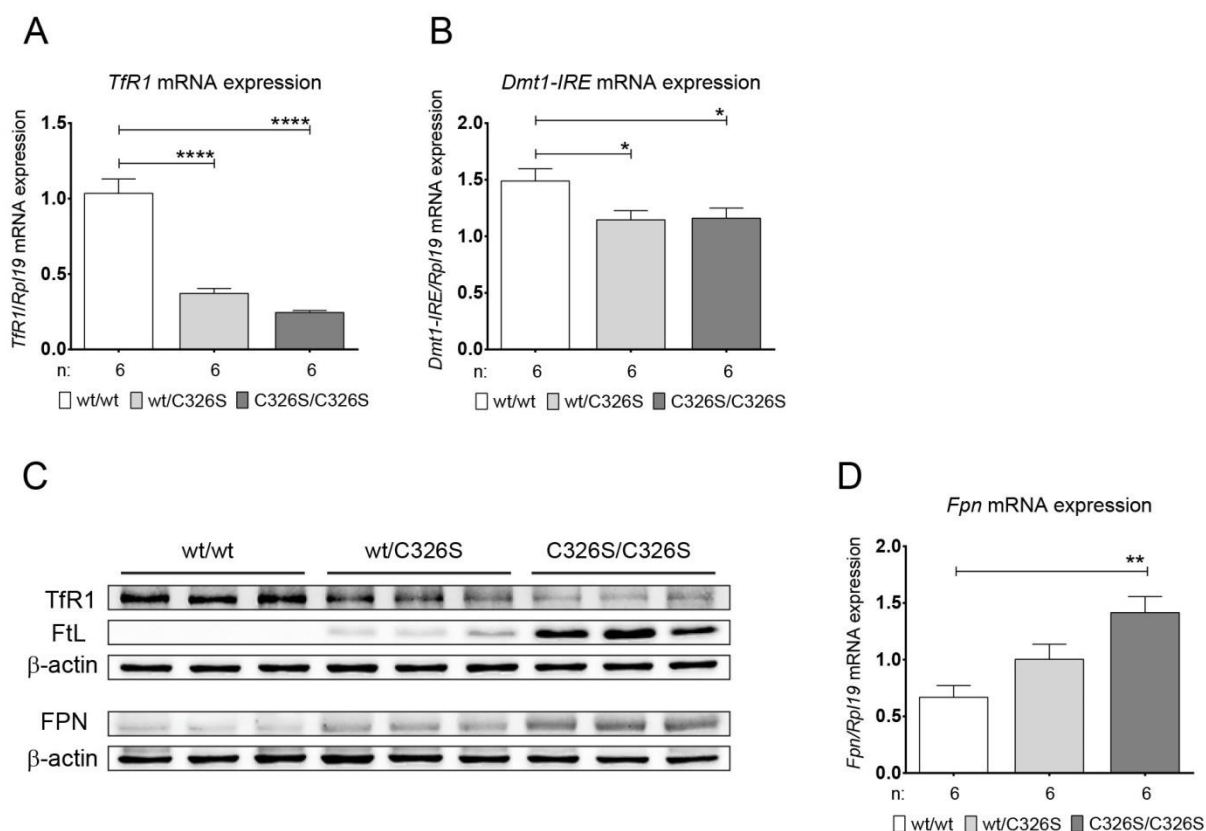 A
TfR1 mRNA expression
TfR1/Rpl19 mRNA expression
1.5
1.0
0.5
0.0
****
****
n: 6 6 6
wt/wt wt/C326S C326S/C326S
B
Dmt1-IRE mRNA expression
Dmt1-IRE/Rpl19 mRNA expression
2.0
1.5
1.0
0.5
0.0
*
*
n: 6 6 6
wt/wt wt/C326S C326S/C326S
C
wt/wt wt/C326S C326S/C326S
TfR1
FtL
β-actin
FPN
β-actin
D
Fpn mRNA expression
Fpn/Rpl19 mRNA expression
2.0
1.5
1.0
0.5
0.0
**
n: 6 6 6
wt/wt wt/C326S C326S/C326S